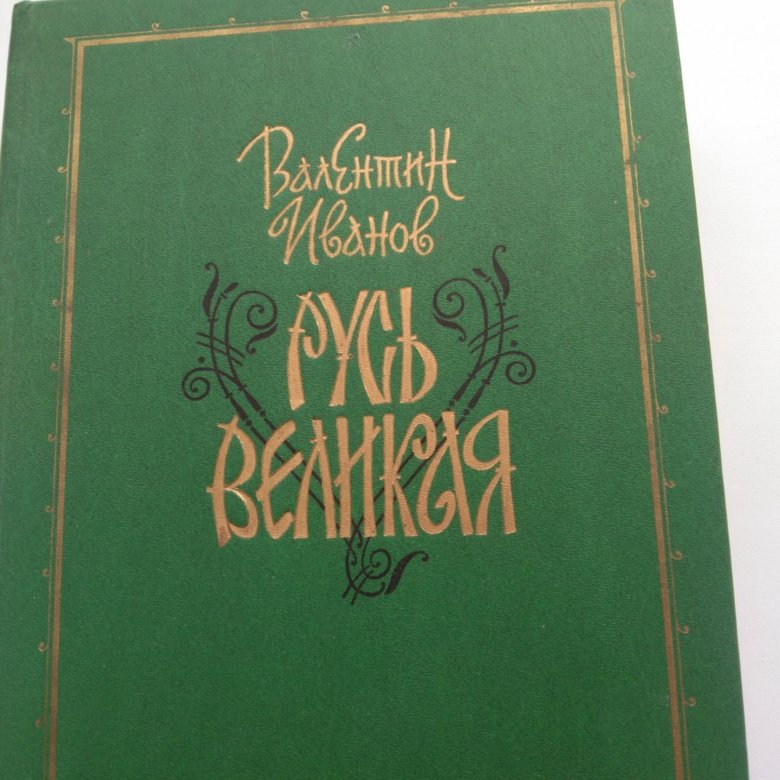 Валентин
Иванов
Русь
Великая